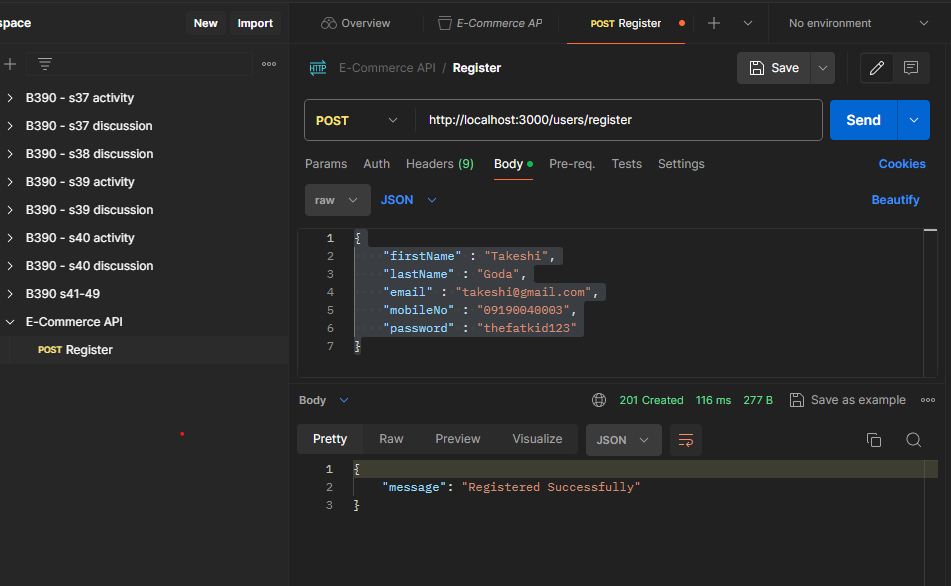 space New Import
Overview E-Commerce AP POST Register No environment
HTTP E-Commerce API / Register Save
B390 - s37 activity
B390 - s37 discussion
B390 - s38 discussion
B390 - s39 activity
B390 - s39 discussion
B390 - s40 activity
B390 - s40 discussion
B390 s41-49
E-Commerce API
POST Register
POST http://localhost:3000/users/register Send
Params Auth Headers (9) Body Pre-req. Tests Settings Cookies
raw JSON Beautify
1 {
2 "firstName" : "Takeshi",
3 "lastName" : "Goda",
4 "email" : "takeshi@gmail.com",
5 "mobileNo" : "09190040003",
6 "password" : "thefatkid123"
7 }
Body 201 Created 116 ms 277 B Save as example
Pretty Raw Preview Visualize JSON
1 {
2 "message": "Registered Successfully"
3 }